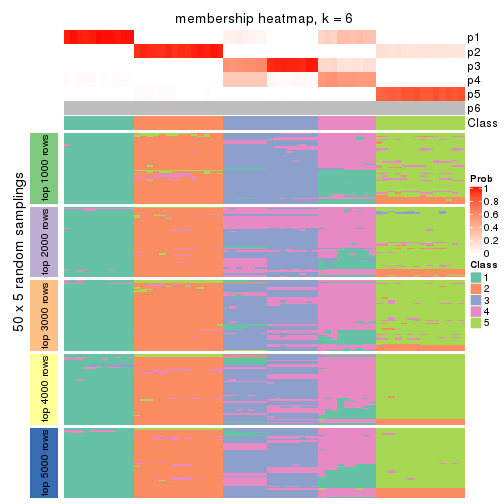 membership heatmap, k = 6
p1
p2
p3
p4
p5
p6
Class
50 x 5 random samplings
top 1000 rows
top 2000 rows
top 3000 rows
top 4000 rows
top 5000 rows
Prob
1
0.8
0.6
0.4
0.2
0
Class
1
2
3
4
5